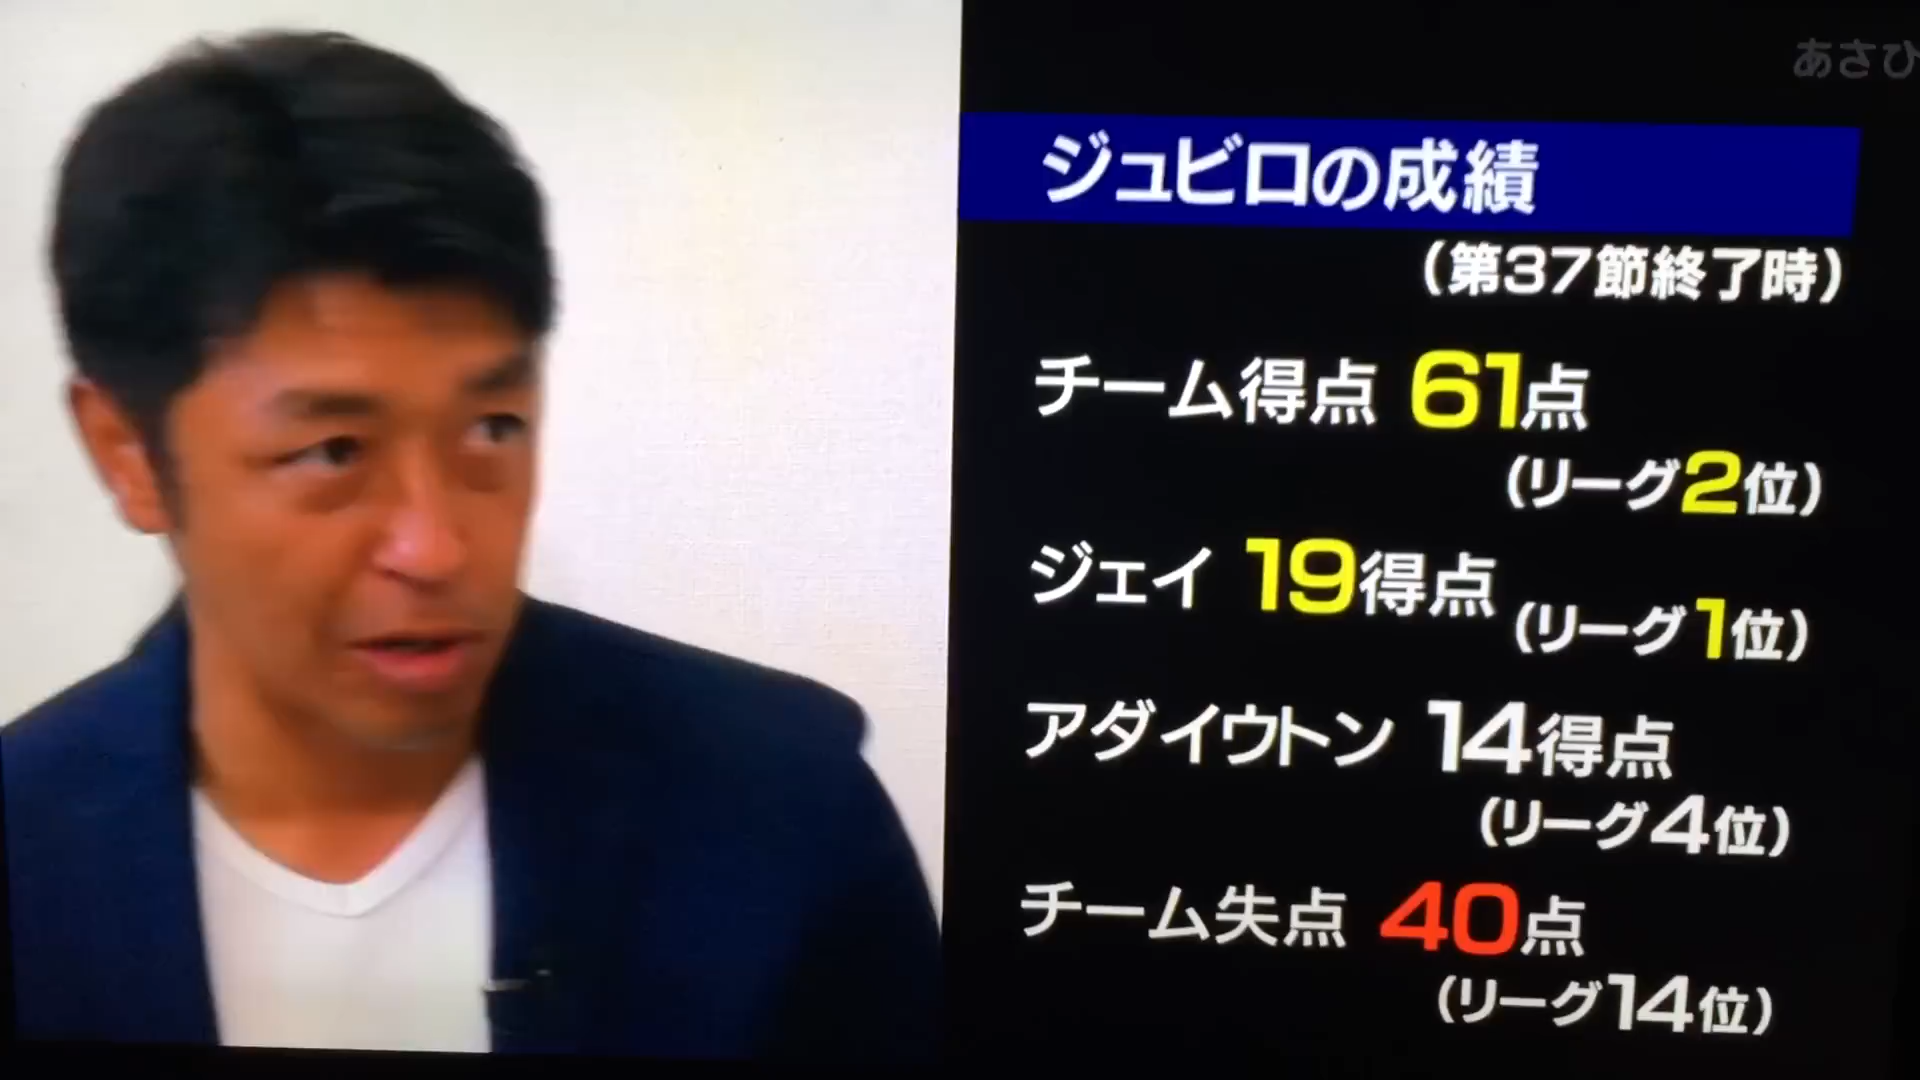 あさひ
ジュビロの成績
(第37節終了時)
チーム得点 61点
(リーグ2位)
ジェイ 19得点
(リーグ1位)
アダイウトン 14得点
(リーグ4位)
チーム失点 40点
(リーグ14位)